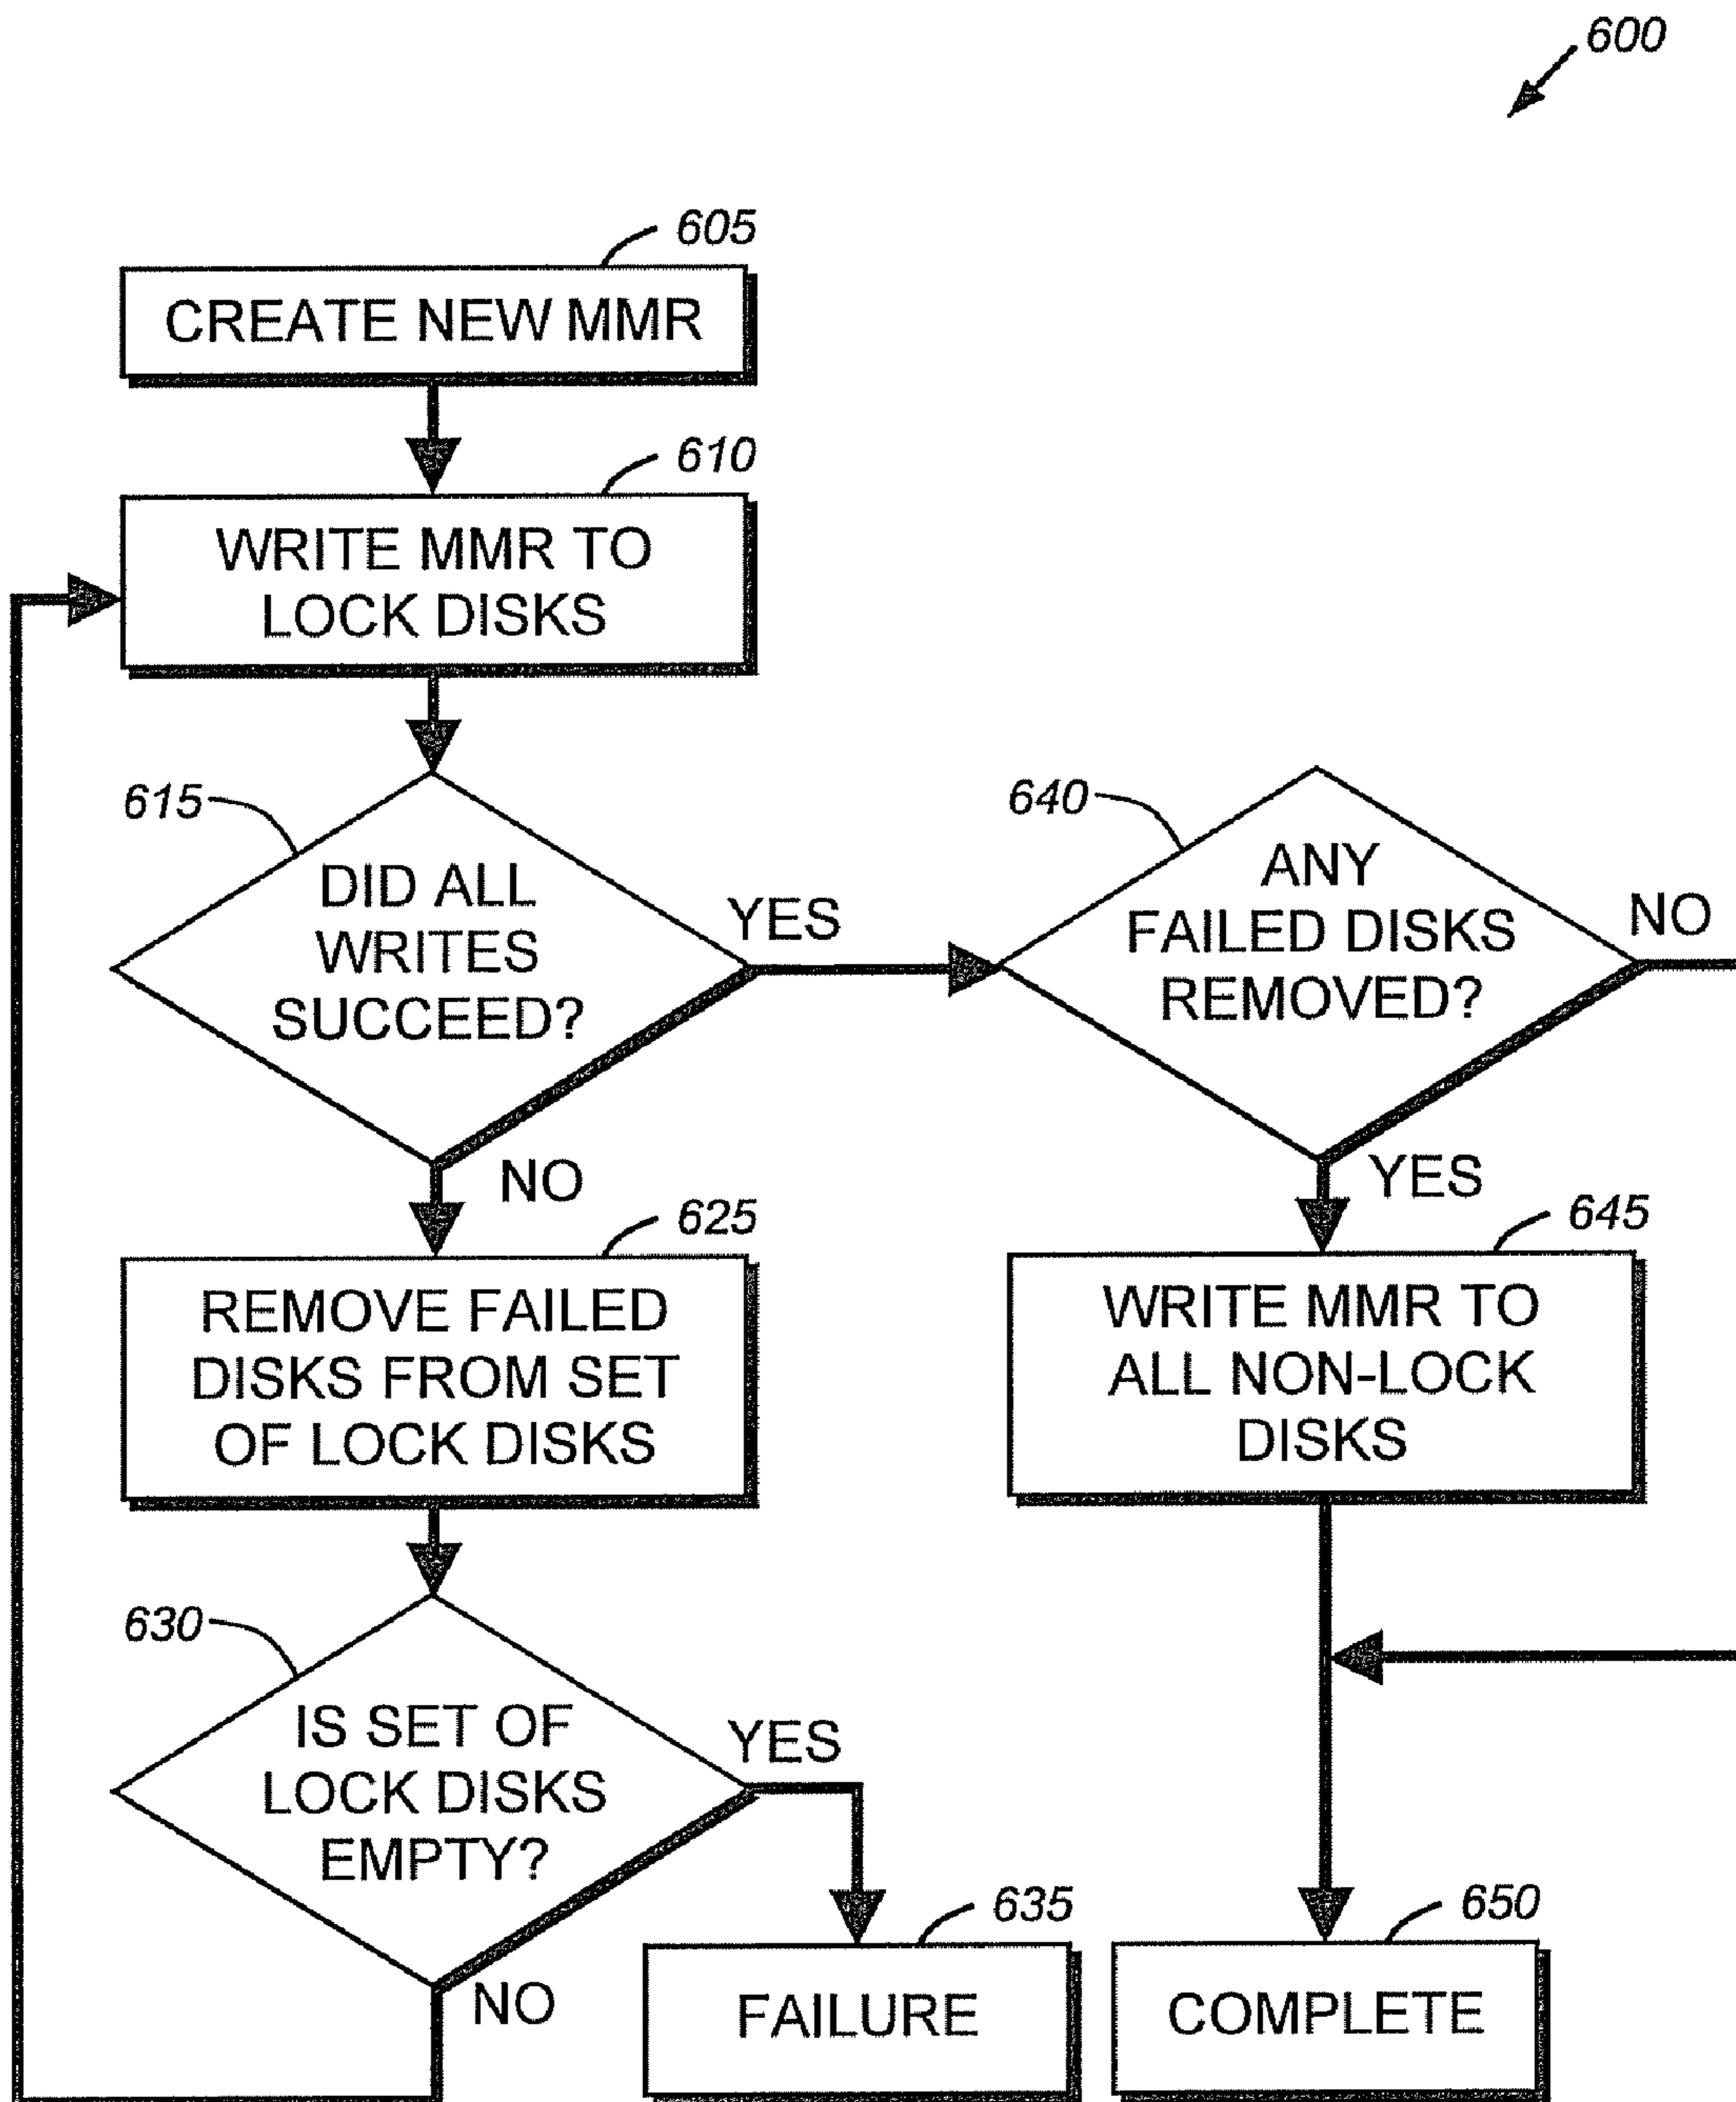 600
605
CREATE NEW MMR
610
WRITE MMR TO
LOCK DISKS
615
DID ALL
WRITES
SUCCEED?
YES
NO
640
ANY
FAILED DISKS
REMOVED?
NO
YES
625
REMOVE FAILED
DISKS FROM SET
OF LOCK DISKS
645
WRITE MMR TO
ALL NON-LOCK
DISKS
630
IS SET OF
LOCK DISKS
EMPTY?
YES
NO
635
FAILURE
650
COMPLETE